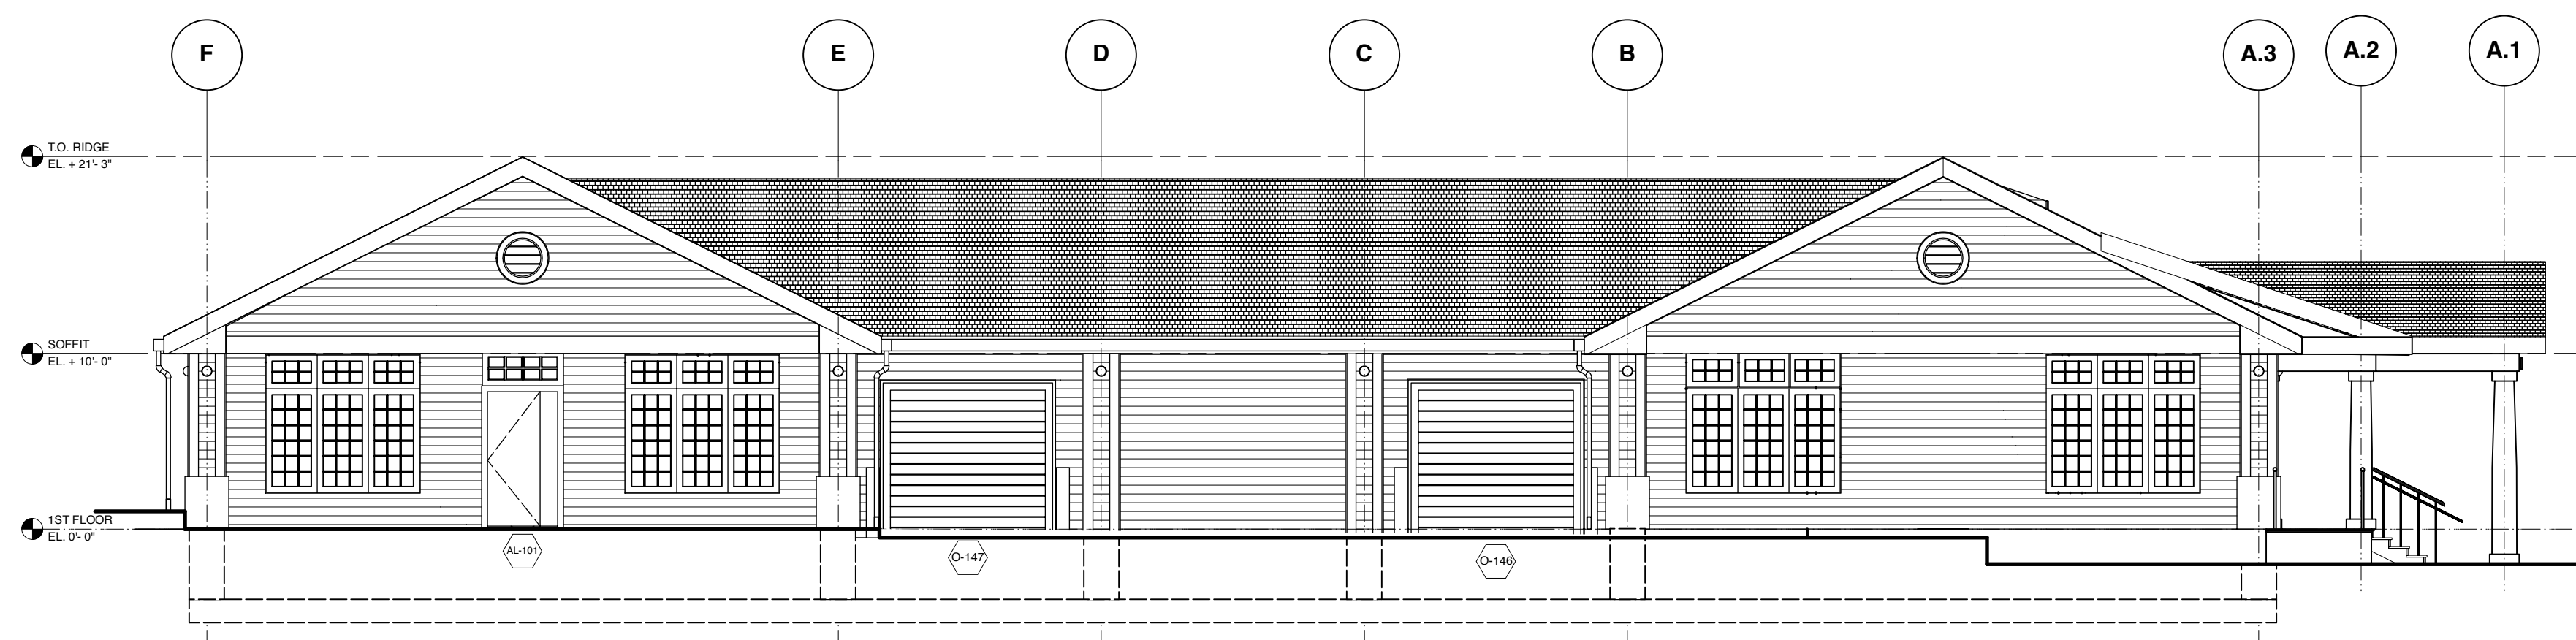 F
E
D
C
B
A.3
A.2
A.1
T.O. RIDGE
EL. + 21'- 3"
SOFFIT
EL. + 10'- 0"
1ST FLOOR
EL. 0'- 0"
AL-101
O-147
O-146